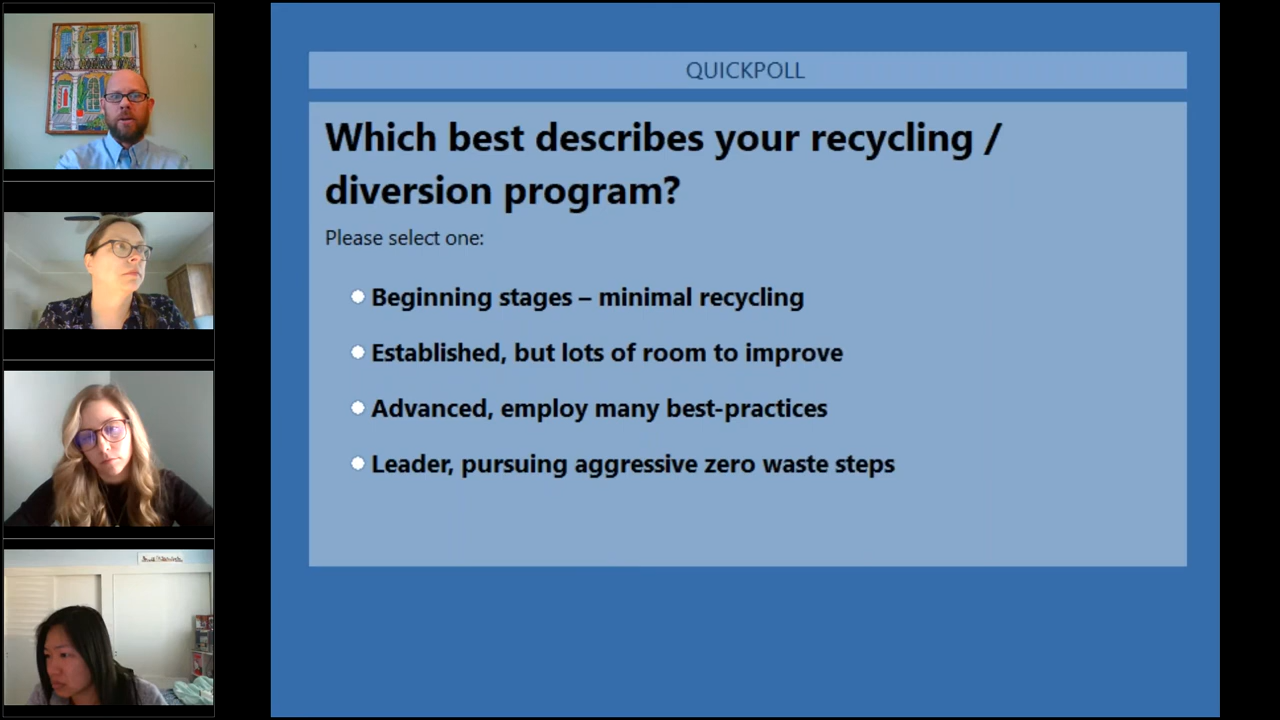 QUICKPOLL
Which best describes your recycling /
diversion program?
Please select one:
Beginning stages – minimal recycling
Established, but lots of room to improve
Advanced, employ many best-practices
Leader, pursuing aggressive zero waste steps